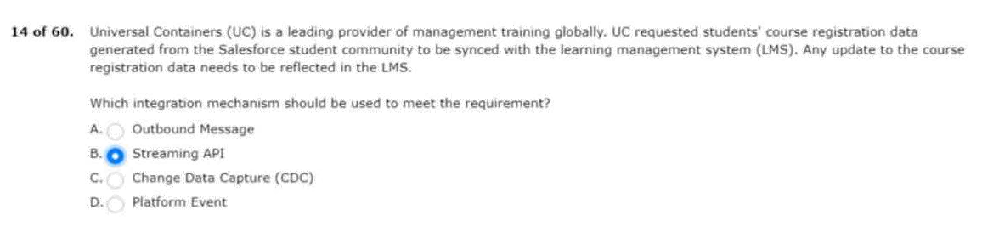 14 of 60. Universal Containers (UC) is a leading provider of management training globally. UC requested students' course registration data
generated from the Salesforce student community to be synced with the learning management system (LMS). Any update to the course
registration data needs to be reflected in the LMS.
Which integration mechanism should be used to meet the requirement?
A. Outbound Message
B. Streaming API
C. Change Data Capture (CDC)
D. Platform Event